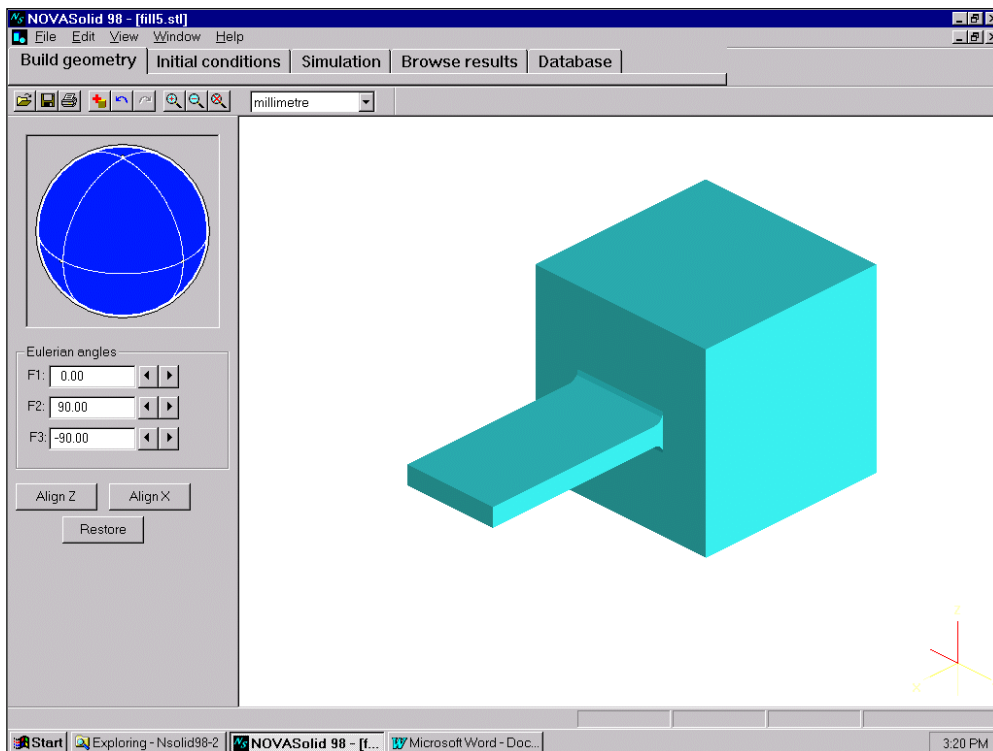 NOVASolid 98 - [fill5.stl]
File Edit View Window Help
Build geometry Initial conditions Simulation Browse results Database
millimetre
Eulerian angles
F1: 0.00
F2: 90.00
F3: -90.00
Align Z Align X
Restore
Z
X
Start Exploring - Nsolid98-2 NOVASolid 98 - [f... Microsoft Word - Doc... 3:20 PM